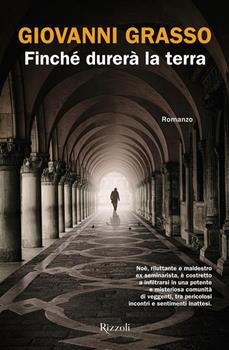 GIOVANNI GRASSO
Finché durerà la terra
Romanzo
Noè, riluttante e maldestro
ex seminarista, è costretto
a infiltrarsi in una potente
e misteriosa comunità
di veggenti, tra pericolosi
incontri e sentimenti inattesi.
Rizzoli